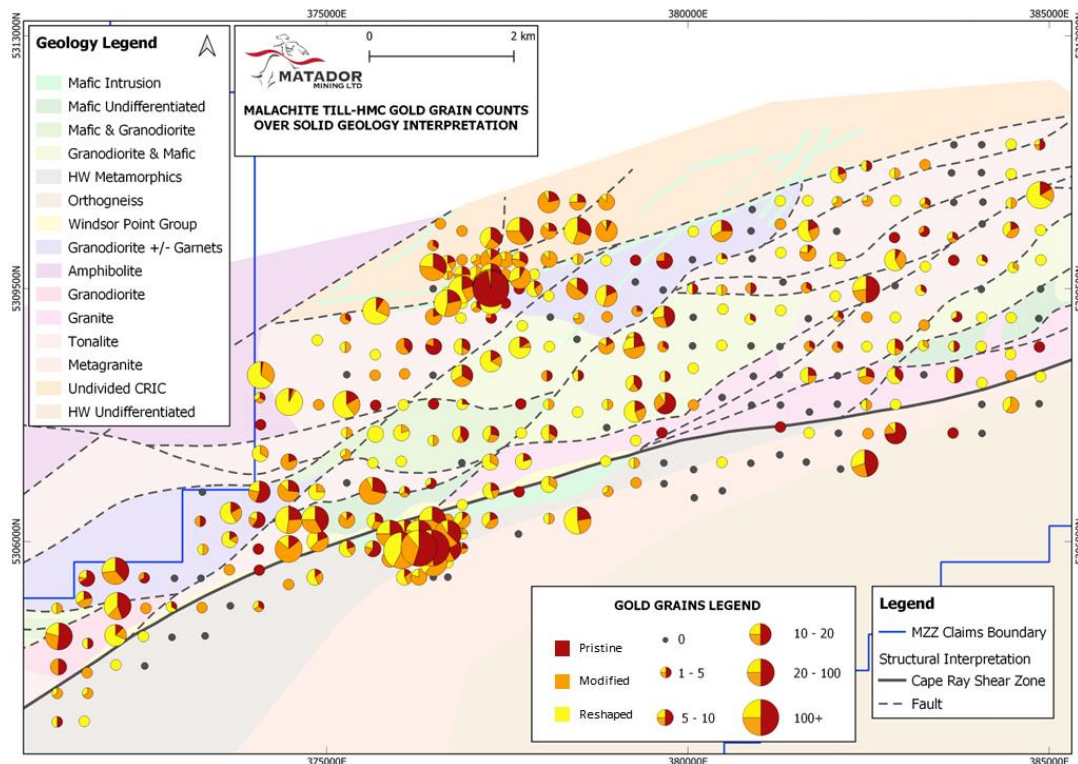 375000E
380000E
385000E
5313000N
5313000N
Geology Legend
Mafic Intrusion
Mafic Undifferentiated
Mafic & Granodiorite
Granodiorite & Mafic
HW Metamorphics
Orthogneiss
Windsor Point Group
Granodiorite +/- Garnets
Amphibolite
Granodiorite
Granite
Tonalite
Metagranite
Undivided CRIC
HW Undifferentiated
0
2 km
MATADOR
MINING LTD
MALACHITE TILL-HMC GOLD GRAIN COUNTS
OVER SOLID GEOLOGY INTERPRETATION
5309500N
5309500N
5306000N
5306000N
GOLD GRAINS LEGEND
Pristine
Modified
Reshaped
0
1 - 5
5 - 10
10 - 20
20 - 100
100+
Legend
MZZ Claims Boundary
Structural Interpretation
Cape Ray Shear Zone
Fault
375000E
380000E
385000E